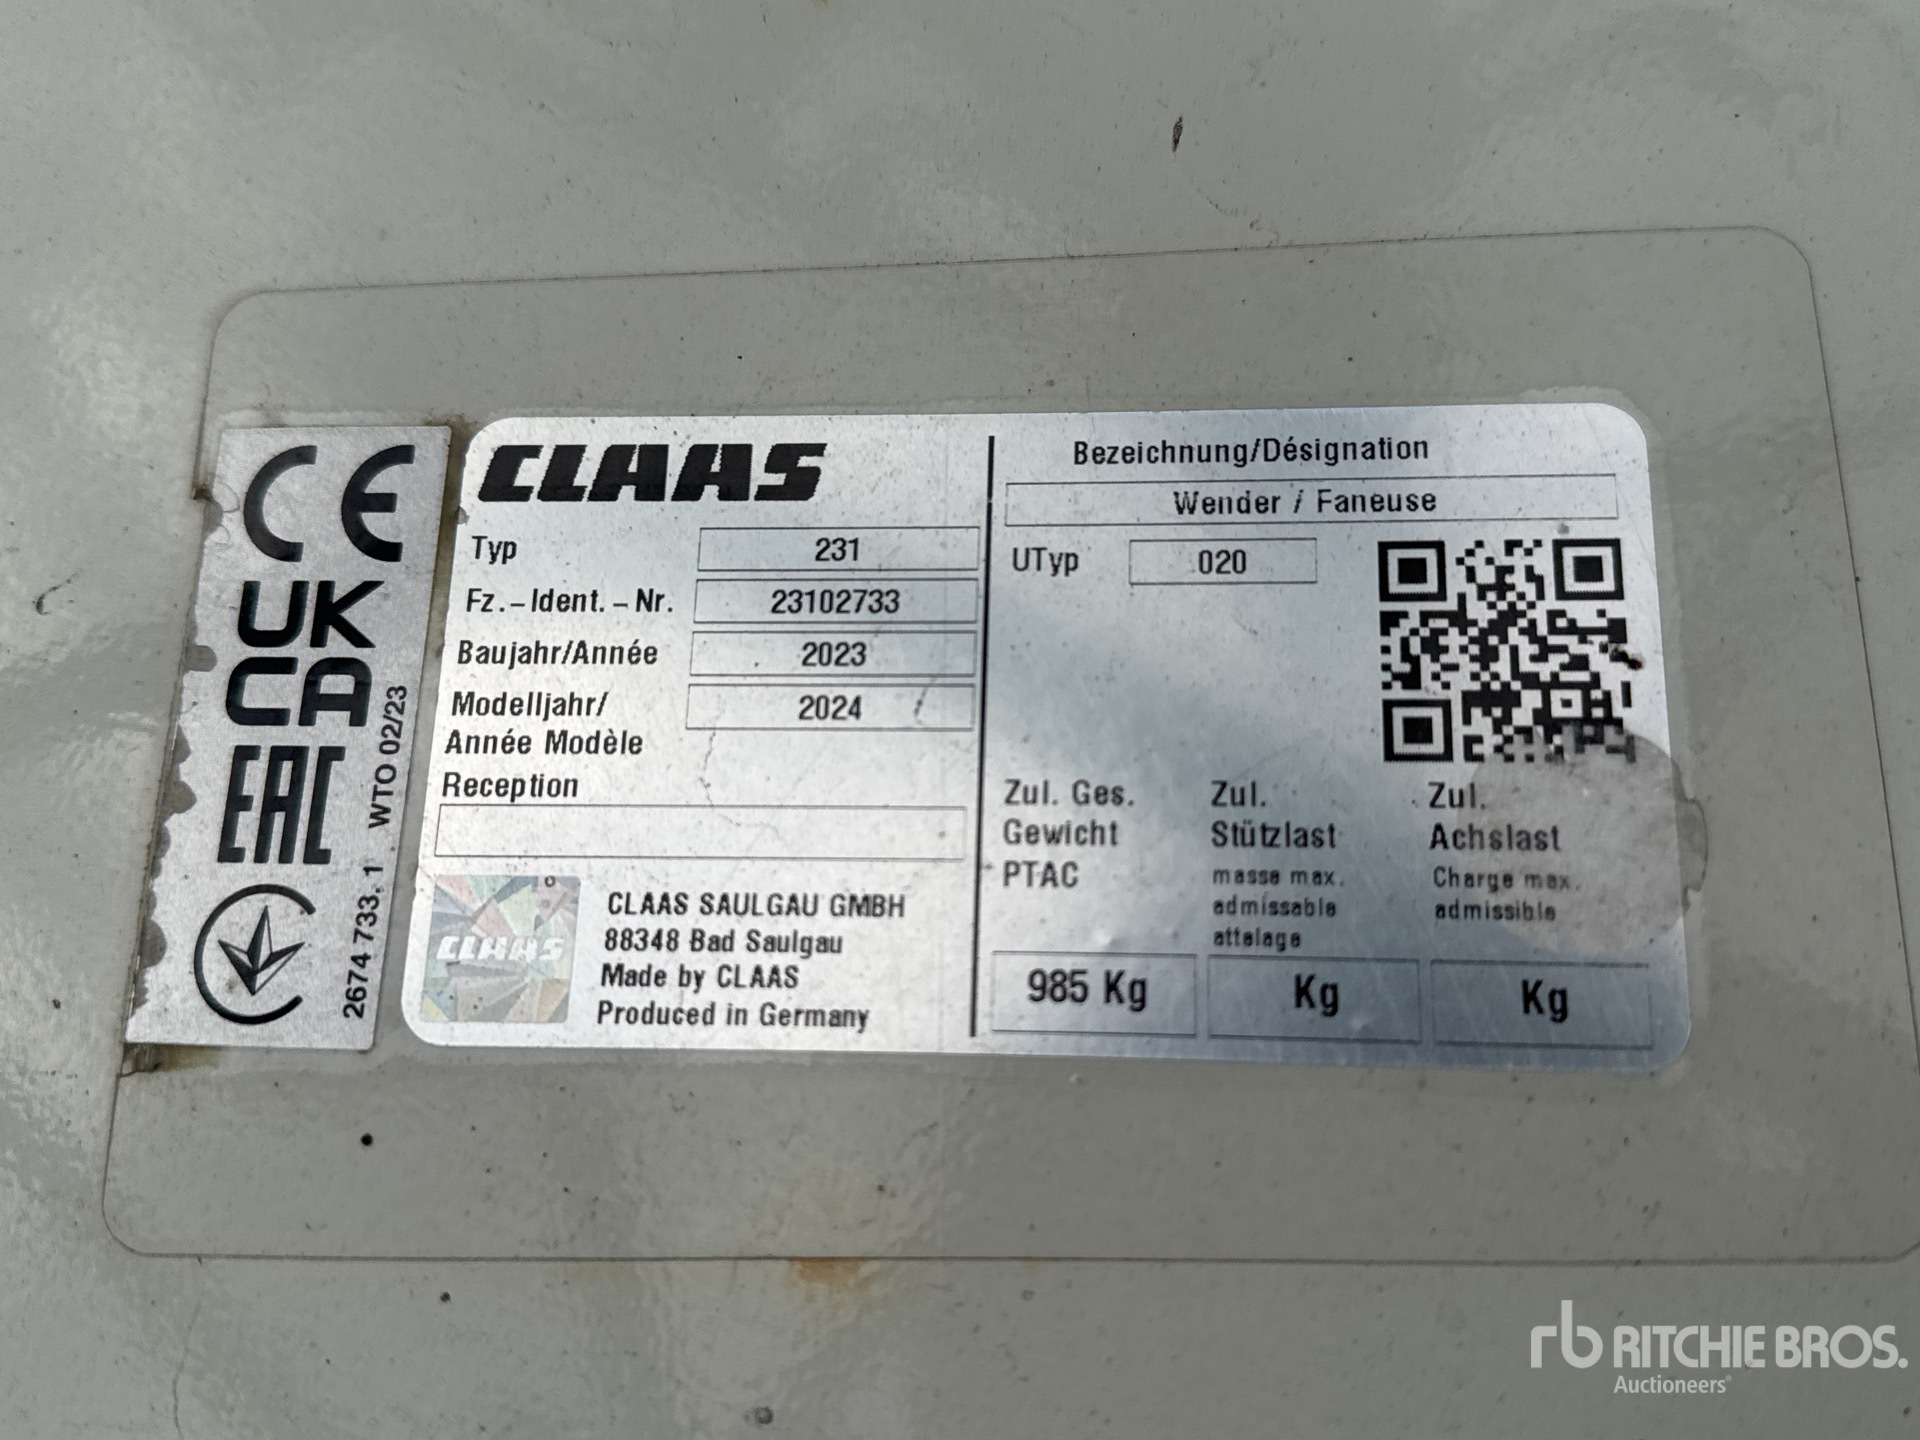 CE
UK
CA
EAC
2674 733. 1 WTO 02/23
CLAAS
Typ 231
Fz.-Ident.-Nr. 23102733
Baujahr/Année 2023
Modelljahr/ 2024
Année Modèle
Reception
CLAAS
CLAAS SAULGAU GMBH
88348 Bad Saulgau
Made by CLAAS
Produced in Germany
Bezeichnung/Désignation
Wender / Faneuse
UTyp 020
Zul. Ges.
Gewicht
PTAC
985 Kg
Zul.
Stützlast
masse max.
admissable
attelage
Kg
Zul.
Achslast
Charge max.
admissible
Kg
rb RITCHIE BROS.
Auctioneers